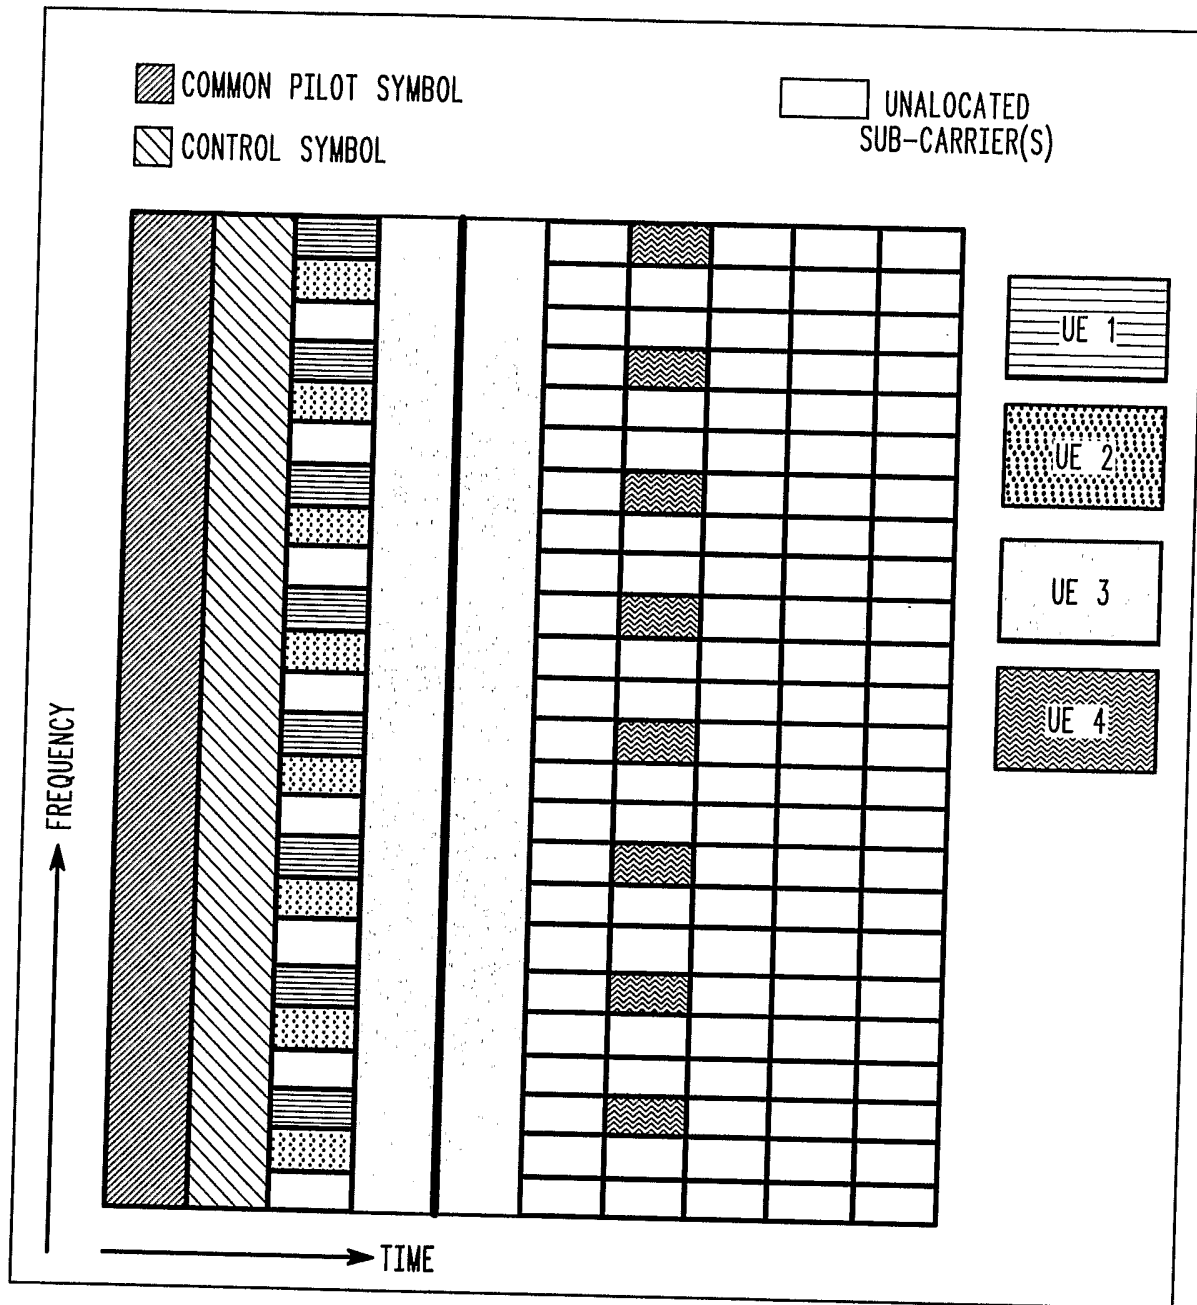 COMMON PILOT SYMBOL
CONTROL SYMBOL
UNALOCATED
SUB-CARRIER(S)
UE 1
UE 2
UE 3
UE 4
FREQUENCY
TIME